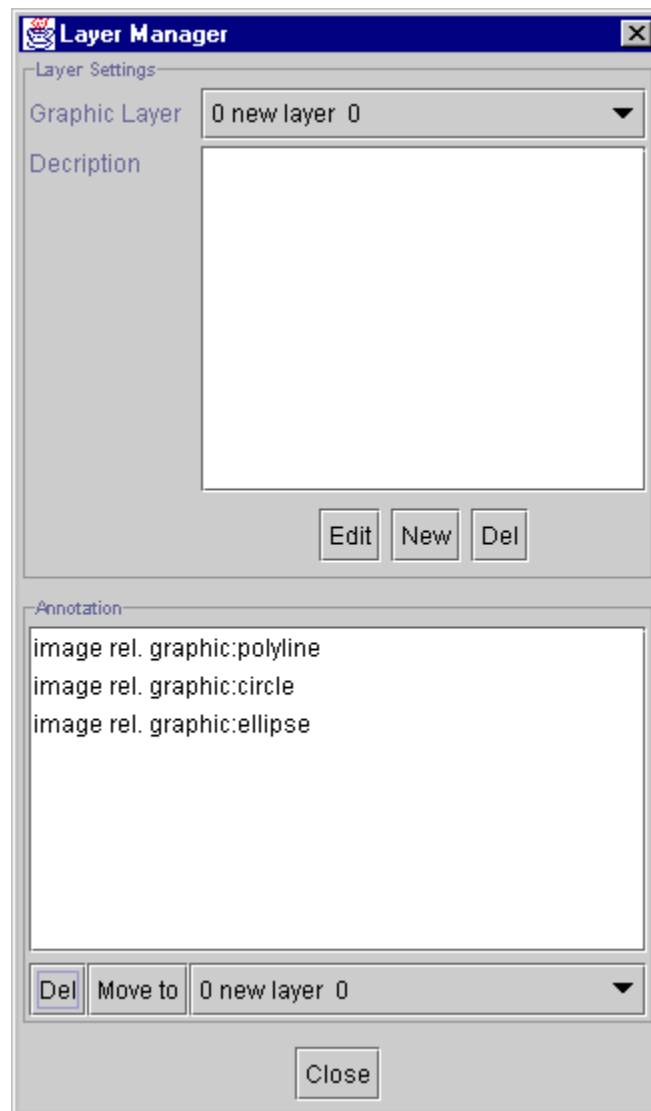 Layer Manager
Layer Settings
Graphic Layer 0 new layer 0
Decription
Edit New Del
Annotation
image rel. graphic:polyline
image rel. graphic:circle
image rel. graphic:ellipse
Del Move to 0 new layer 0
Close